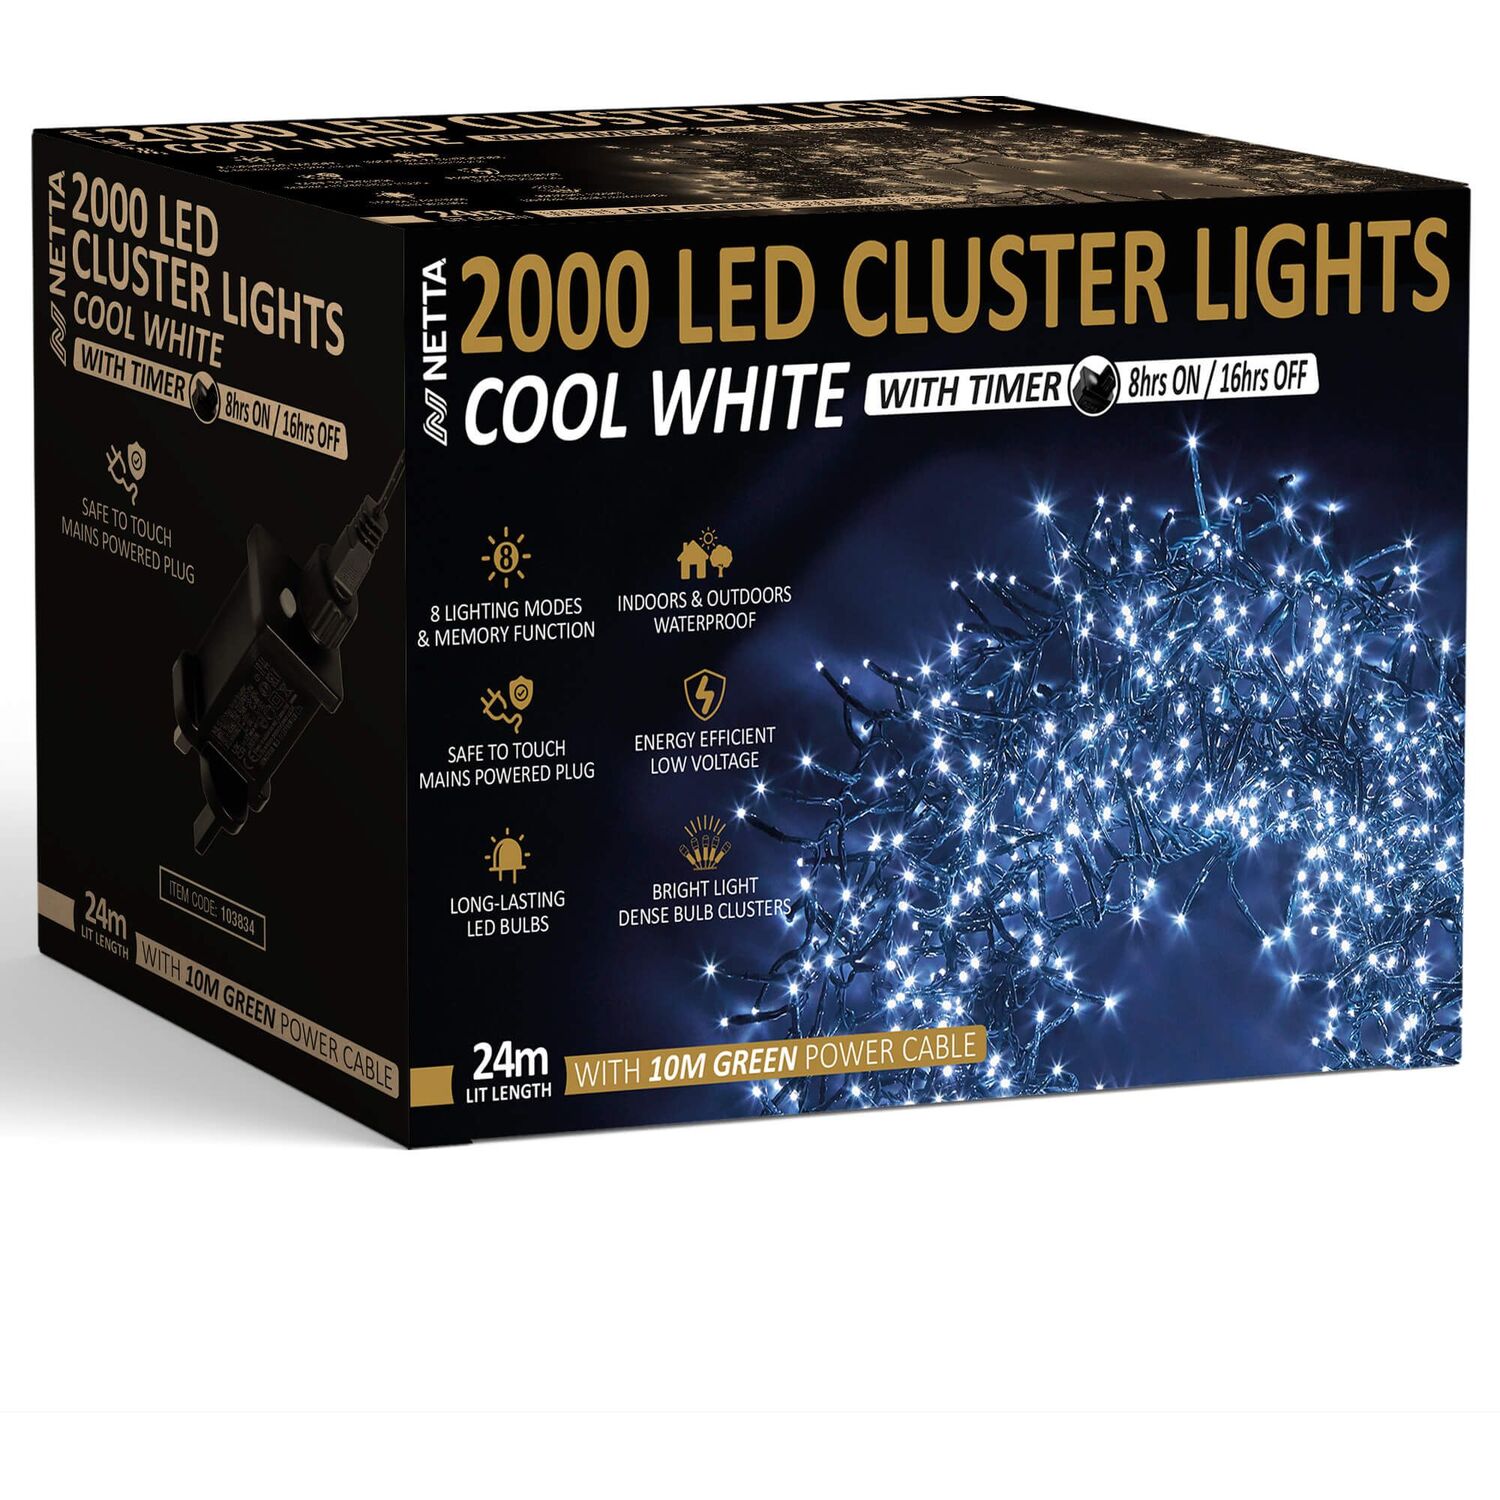 2000 LED CLUSTER LIGHTS
24m
NETTA
2000 LED
CLUSTER LIGHTS
COOL WHITE
WITH TIMER 8hrs ON / 16hrs OFF
SAFE TO TOUCH
MAINS POWERED PLUG
ITEM CODE: 103834
24m
LIT LENGTH
WITH 10M GREEN POWER CABLE
NETTA
2000 LED CLUSTER LIGHTS
COOL WHITE
WITH TIMER 8hrs ON / 16hrs OFF
8
8 LIGHTING MODES
& MEMORY FUNCTION
INDOORS & OUTDOORS
WATERPROOF
SAFE TO TOUCH
MAINS POWERED PLUG
ENERGY EFFICIENT
LOW VOLTAGE
LONG-LASTING
LED BULBS
BRIGHT LIGHT
DENSE BULB CLUSTERS
24m
LIT LENGTH
WITH 10M GREEN POWER CABLE